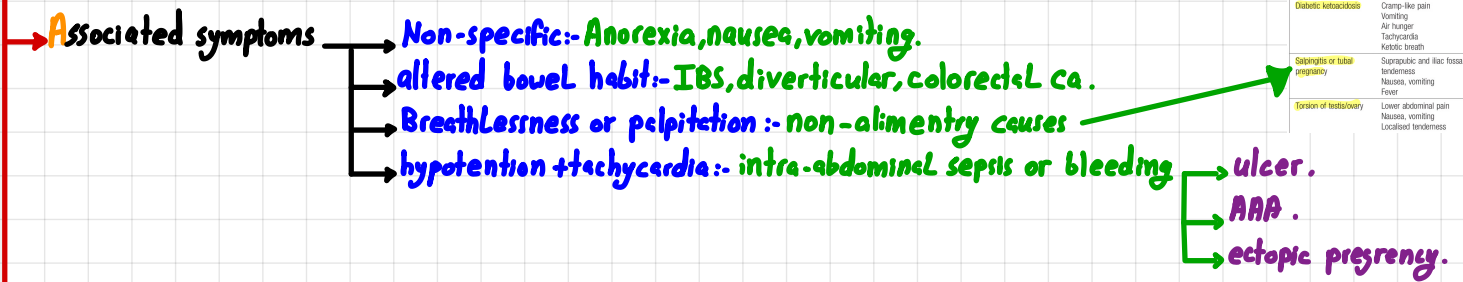 Associated symptoms
Non-specific:- Anorexia,nausea,vomiting.
altered bowel habit:- IBS,diverticular,colorectal ca.
Breathlessness or palpitation :- non-alimentry causes
hypotention +tachycardia:- intra-abdominal sepsis or bleeding
ulcer.
AAA.
ectopic pregrency.
Diabetic ketoacidosis Cramp-like pain
Vomiting
Air hunger
Tachycardia
Ketotic breath
Salpingitis or tubal Suprapubic and iliac fossa
pregnancy tenderness
Nausea, vomiting
Fever
Torsion of testis/ovary Lower abdominal pain
Nausea, vomiting
Localised tenderness